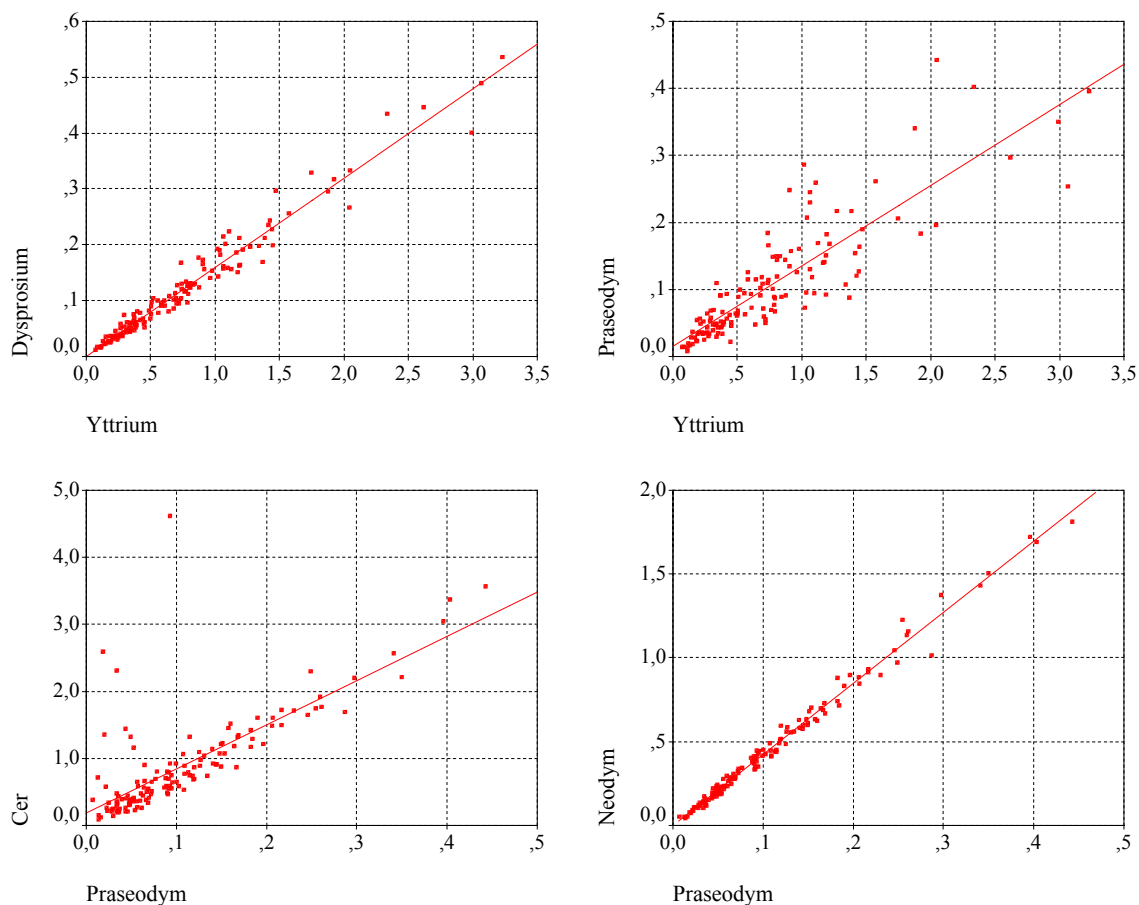 ,6
,5
,4
,3
,2
,1
0,0
Dysprosium
0,0 ,5 1,0 1,5 2,0 2,5 3,0 3,5
Yttrium
,5
,4
,3
,2
,1
0,0
Praseodym
0,0 ,5 1,0 1,5 2,0 2,5 3,0 3,5
Yttrium
5,0
4,0
3,0
2,0
1,0
0,0
Cer
0,0 ,1 ,2 ,3 ,4 ,5
Praseodym
2,0
1,5
1,0
,5
0,0
Neodym
0,0 ,1 ,2 ,3 ,4 ,5
Praseodym